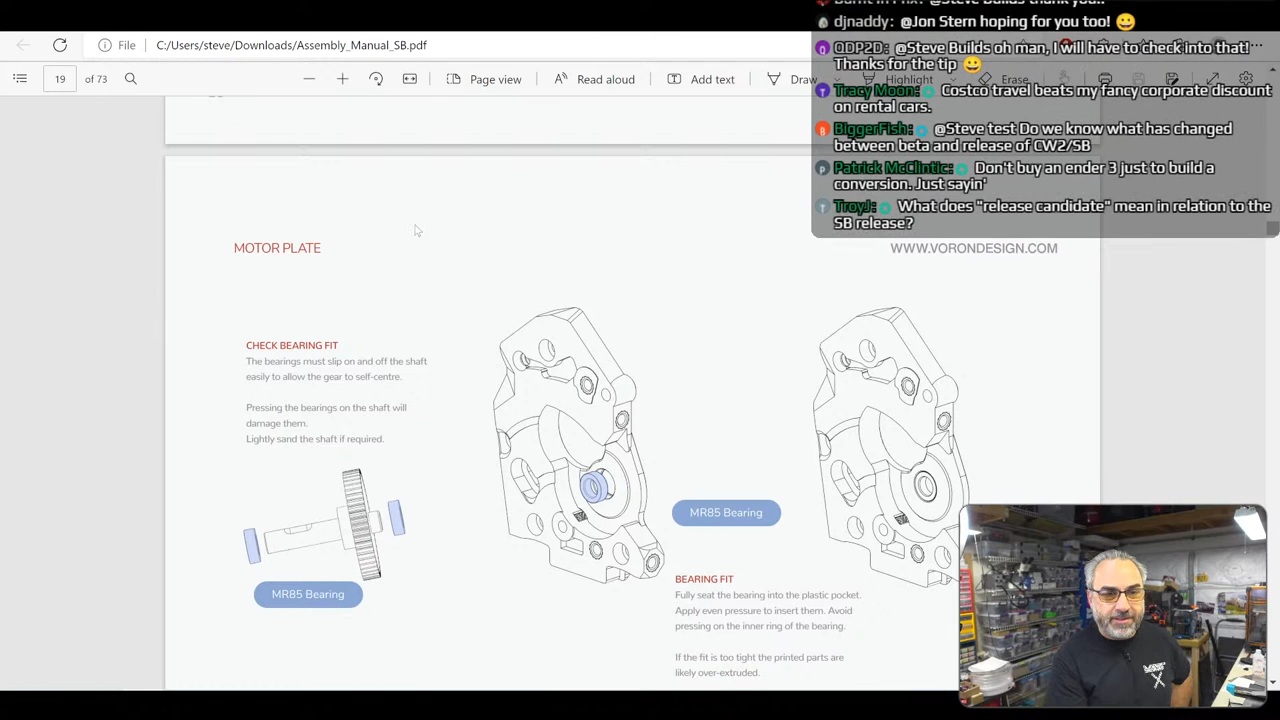 djnaddy: @Jon Stern hoping for you too! 😀
File C:/Users/steve/Downloads/Assembly_Manual_SB.pdf
QDP2D: @Steve Builds oh man, I will have to check into that!
Thanks for the tip 😀
19 of 73 Page view Read aloud Add text Draw Highlight Erase
Tracy Moon: Costco travel beats my fancy corporate discount
on rental cars.
BiggerFish: @Steve test Do we know what has changed
between beta and release of CW2/SB
Patrick McClintic: Don't buy an ender 3 just to build a
conversion. Just sayin'
TroyJ: What does "release candidate" mean in relation to the
SB release?
MOTOR PLATE
WWW.VORONDESIGN.COM
CHECK BEARING FIT
The bearings must slip on and off the shaft
easily to allow the gear to self-centre.
Pressing the bearings on the shaft will
damage them.
Lightly sand the shaft if required.
MR85 Bearing
MR85 Bearing
BEARING FIT
Fully seat the bearing into the plastic pocket.
Apply even pressure to insert them. Avoid
pressing on the inner ring of the bearing.
If the fit is too tight the printed parts are
likely over-extruded.